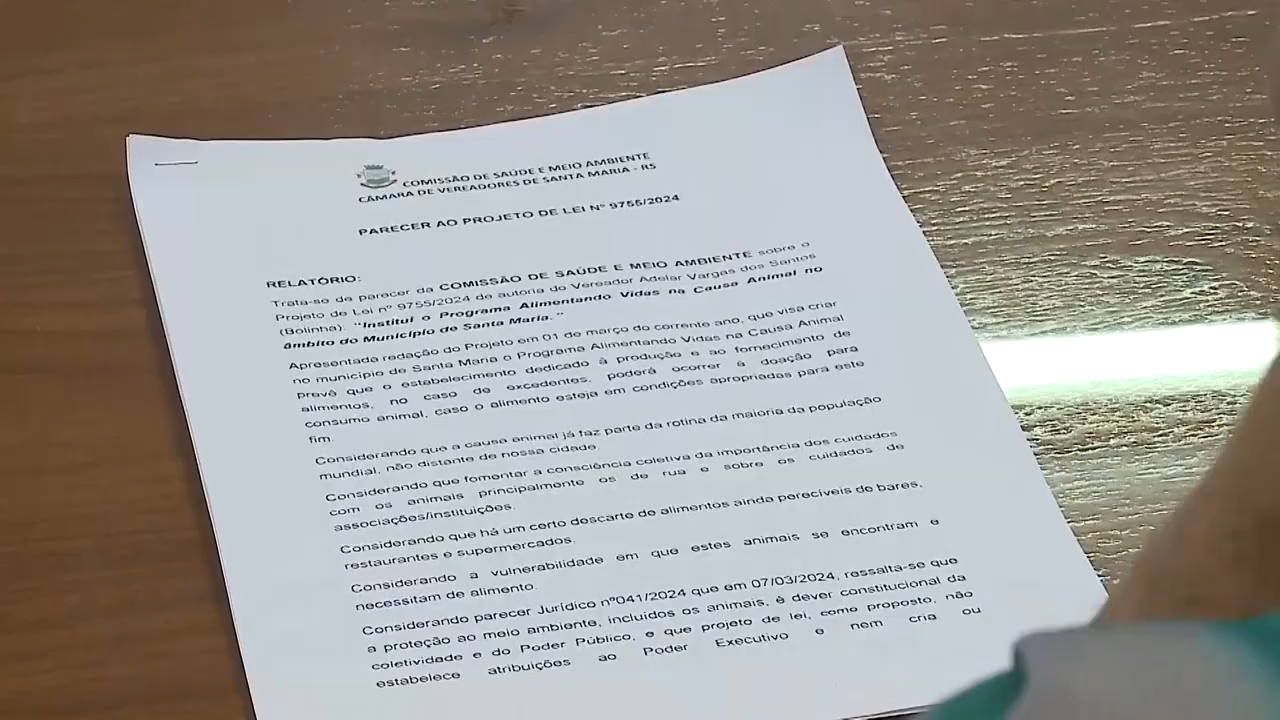 COMISSÃO DE SAÚDE E MEIO AMBIENTE
CÂMARA DE VEREADORES DE SANTA MARIA - RS
PARECER AO PROJETO DE LEI Nº 9755/2024
RELATÓRIO:
Trata-se de parecer da COMISSÃO DE SAÚDE E MEIO AMBIENTE sobre o
Projeto de Lei nº 9755/2024 de autoria do Vereador Adelar Vargas dos Santos
(Bolinha). "Institui o Programa Alimentando Vidas na Causa Animal no
âmbito do Município de Santa Maria."
Apresentada redação do Projeto em 01 de março do corrente ano, que visa criar
no município de Santa Maria o Programa Alimentando Vidas na Causa Animal
prevê que o estabelecimento dedicado à produção e ao fornecimento de
alimentos, no caso de excedentes, poderá ocorrer à doação para
consumo animal, caso o alimento esteja em condições apropriadas para este
fim.
Considerando que a causa animal já faz parte da rotina da maioria da população
mundial, não distante de nossa cidade.
Considerando que fomentar a consciência coletiva da importância dos cuidados
com os animais principalmente os de rua e sobre os cuidados de
associações/instituições.
Considerando que há um certo descarte de alimentos ainda perecíveis de bares,
restaurantes e supermercados.
Considerando a vulnerabilidade em que estes animais se encontram e
necessitam de alimento.
Considerando parecer Jurídico nº041/2024 que em 07/03/2024, ressalta-se que
a proteção ao meio ambiente, incluídos os animais, é dever constitucional da
coletividade e do Poder Público, e que projeto de lei, como proposto, não
estabelece atribuições ao Poder Executivo e nem cria ou